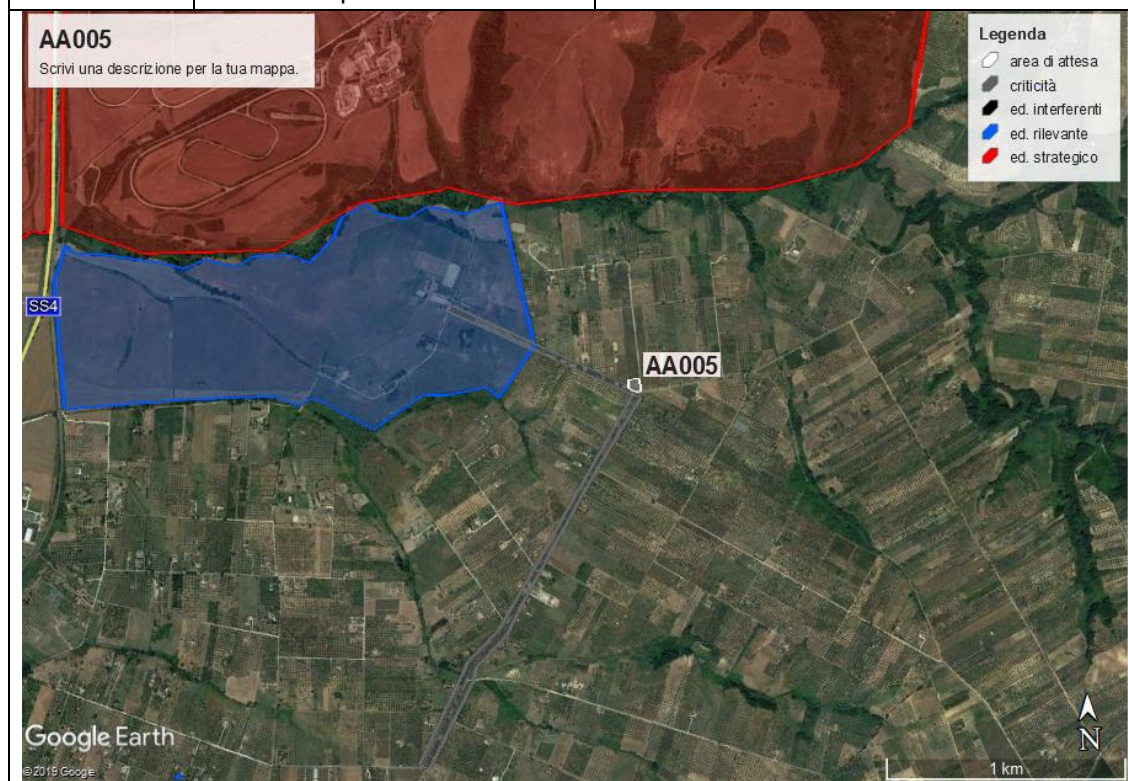 AA005
Scrivi una descrizione per la tua mappa.
Legenda
area di attesa
criticità
ed. interferenti
ed. rilevante
ed. strategico
SS4
AA005
Google Earth
N
©2019 Google
1 km